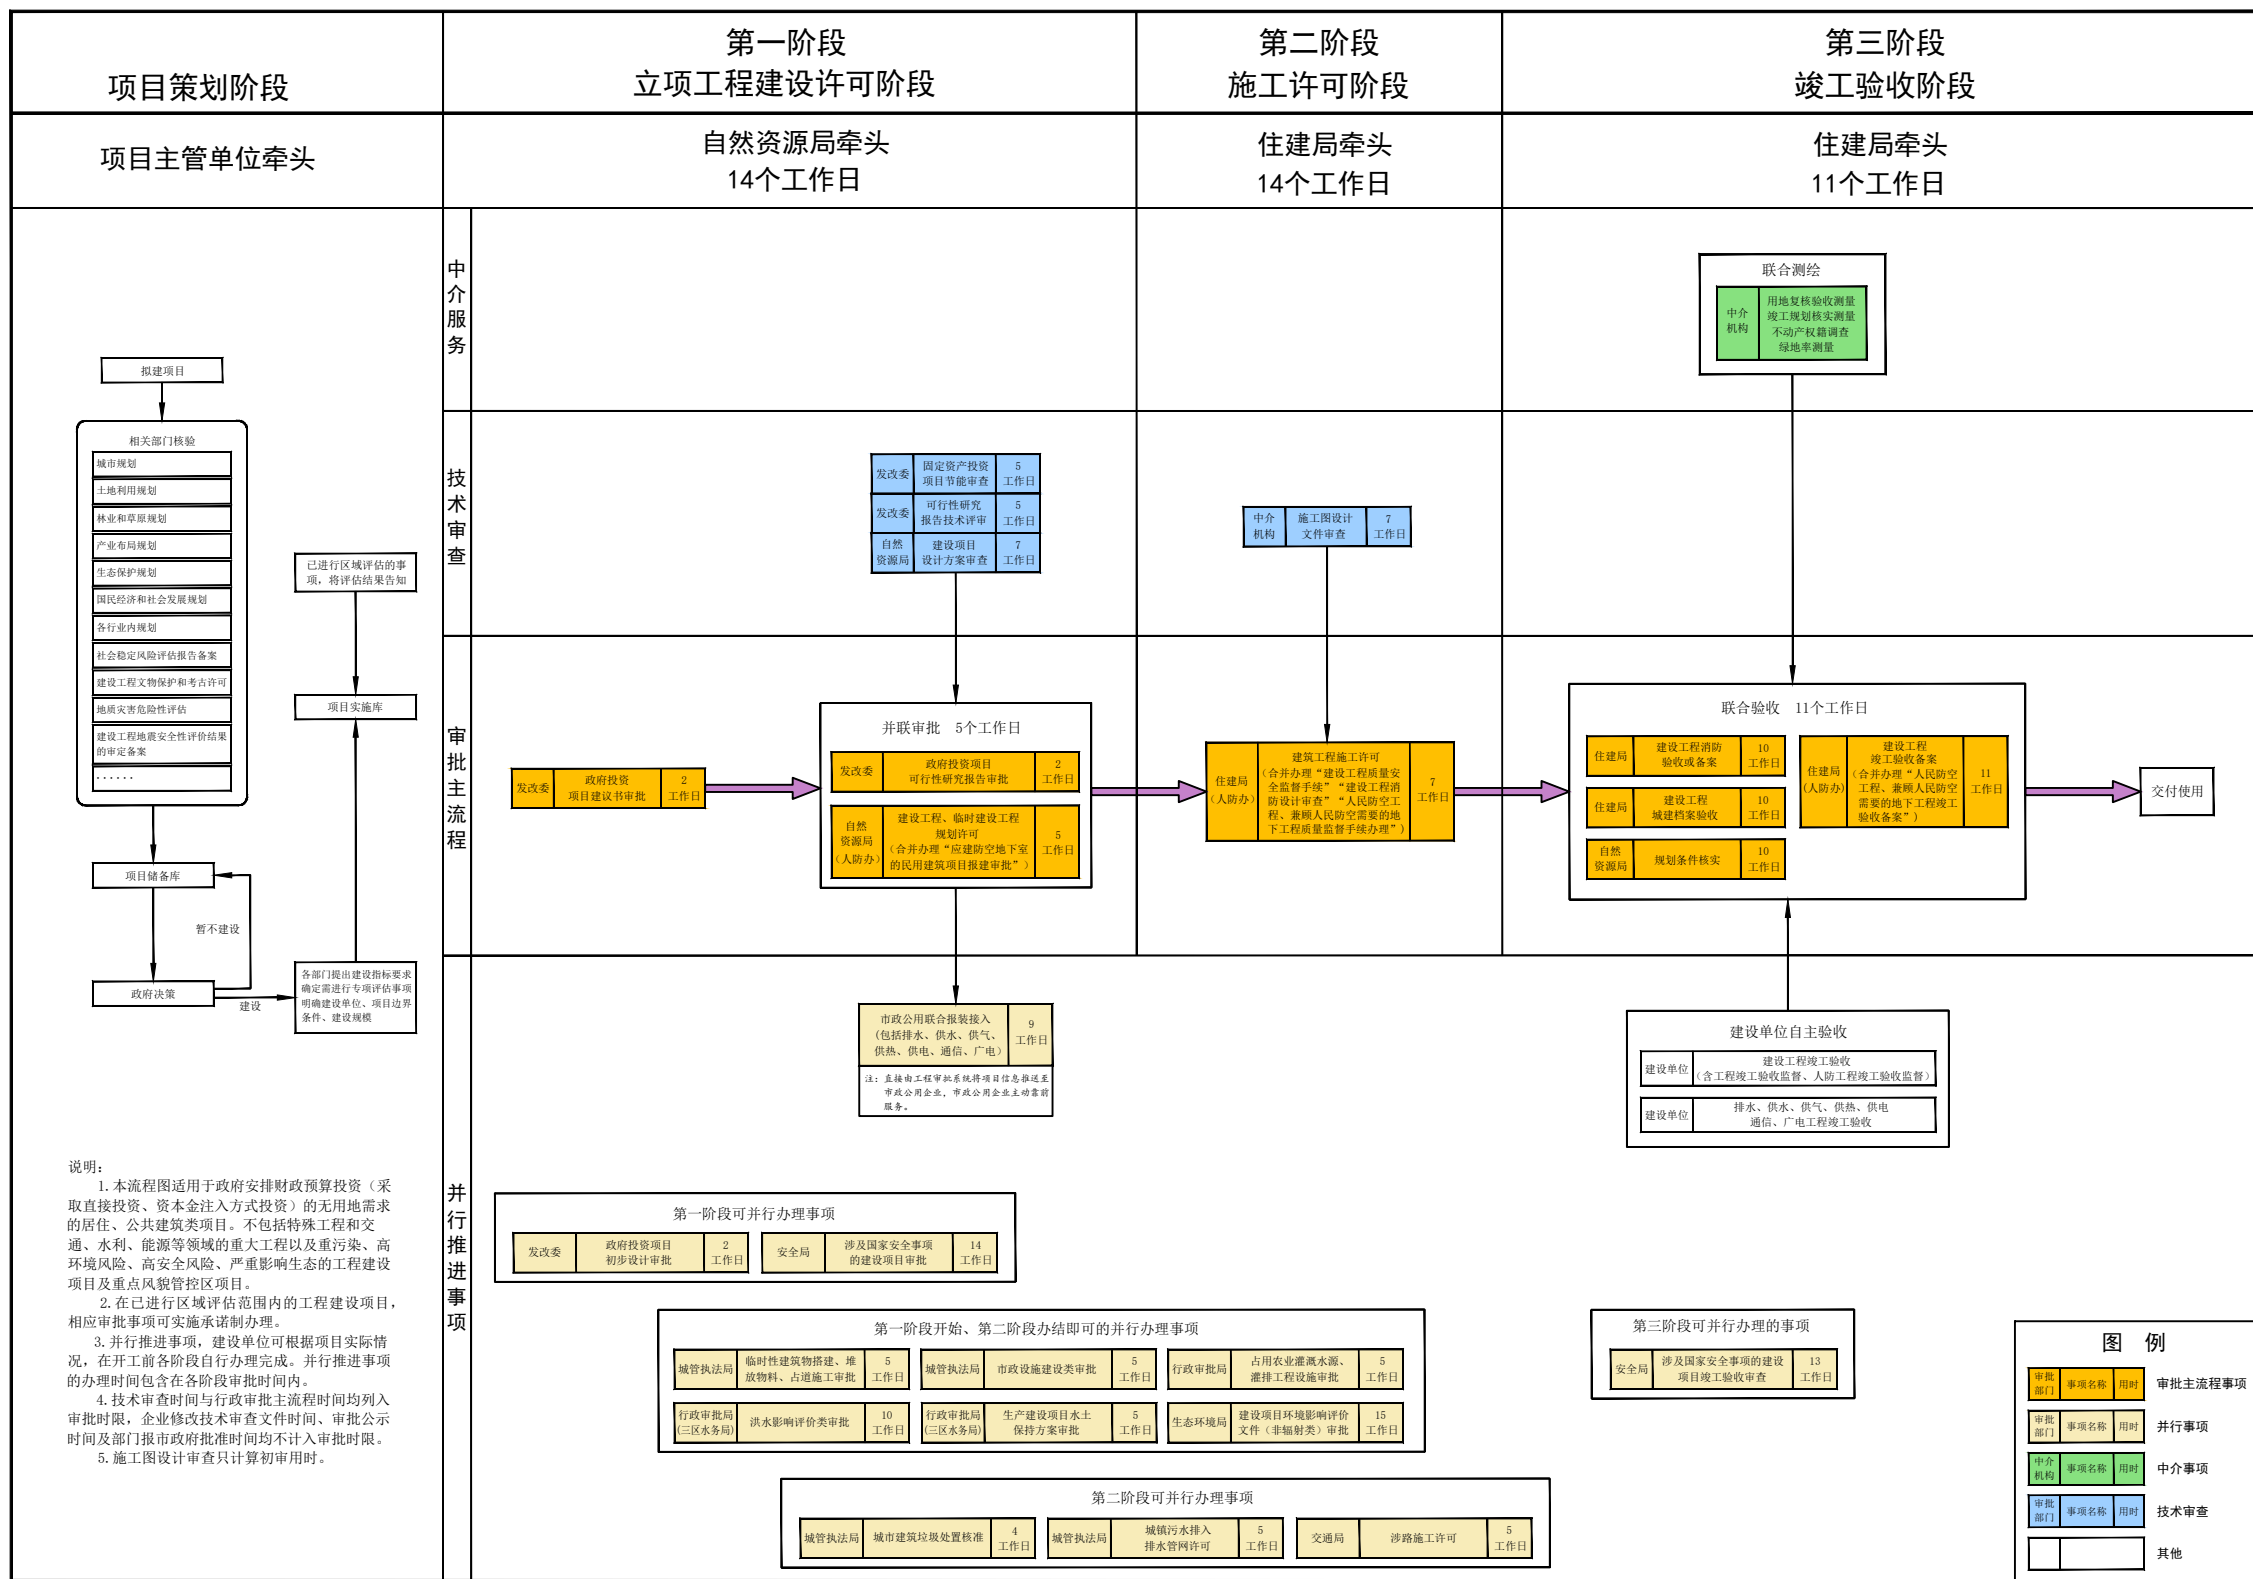 项目策划阶段
第一阶段
立项工程建设许可阶段
第二阶段
施工许可阶段
第三阶段
竣工验收阶段
项目主管单位牵头
自然资源局牵头
14个工作日
住建局牵头
14个工作日
住建局牵头
11个工作日
拟建项目
相关部门核验
城市规划
土地利用规划
林业和草原规划
产业布局规划
生态保护规划
国民经济和社会发展规划
各行业内规划
社会稳定风险评估报告备案
建设工程文物保护和考古许可
地质灾害危险性评估
建设工程地震安全性评价结果
的审定备案
······
已进行区域评估的事
项，将评估结果告知
项目实施库
项目储备库
暂不建设
政府决策
建设
各部门提出建设指标要求
确定需进行专项评估事项
明确建设单位、项目边界
条件、建设规模
说明：
1.本流程图适用于政府安排财政预算投资（采
取直接投资、资本金注入方式投资）的无用地需求
的居住、公共建筑类项目。不包括特殊工程和交
通、水利、能源等领域的重大工程以及重污染、高
环境风险、高安全风险、严重影响生态的工程建设
项目及重点风貌管控区项目。
2.在已进行区域评估范围内的工程建设项目，
相应审批事项可实施承诺制办理。
3.并行推进事项，建设单位可根据项目实际情
况，在开工前各阶段自行办理完成。并行推进事项
的办理时间包含在各阶段审批时间内。
4.技术审查时间与行政审批主流程时间均列入
审批时限，企业修改技术审查文件时间、审批公示
时间及部门报市政府批准时间均不计入审批时限。
5.施工图设计审查只计算初审用时。
中介服务
联合测绘
中介
机构
用地复核验收测量
竣工规划核实测量
不动产权籍调查
绿地率测量
技术审查
发改委
固定资产投资
项目节能审查
5
工作日
发改委
可行性研究
报告技术评审
5
工作日
自然
资源局
建设项目
设计方案审查
7
工作日
中介
机构
施工图设计
文件审查
7
工作日
审批主流程
发改委
政府投资
项目建议书审批
2
工作日
并联审批 5个工作日
发改委
政府投资项目
可行性研究报告审批
2
工作日
自然
资源局
（人防办）
建设工程、临时建设工程
规划许可
（合并办理“应建防空地下室
的民用建筑项目报建审批”）
5
工作日
住建局
（人防办）
建筑工程施工许可
（合并办理“建设工程质量安
全监督手续”“建设工程消
防设计审查”“人民防空工
程、兼顾人民防空需要的地
下工程质量监督手续办理”）
7
工作日
联合验收 11个工作日
住建局
建设工程消防
验收或备案
10
工作日
住建局
建设工程
城建档案验收
10
工作日
自然
资源局
规划条件核实
10
工作日
住建局
（人防办）
建设工程
竣工验收备案
（合并办理“人民防空
工程、兼顾人民防空
需要的地下工程竣工
验收备案”）
11
工作日
交付使用
并行推进事项
市政公用联合报装接入
（包括排水、供水、供气、
供热、供电、通信、广电）
9
工作日
注：直接由工程审批系统将项目信息推送至
市政公用企业，市政公用企业主动靠前
服务。
建设单位自主验收
建设单位
建设工程竣工验收
（含工程竣工验收监督、人防工程竣工验收监督）
建设单位
排水、供水、供气、供热、供电
通信、广电工程竣工验收
第一阶段可并行办理事项
发改委
政府投资项目
初步设计审批
2
工作日
安全局
涉及国家安全事项
的建设项目审批
14
工作日
第一阶段开始、第二阶段办结即可的并行办理事项
城管执法局
临时性建筑物搭建、堆
放物料、占道施工审批
5
工作日
城管执法局
市政设施建设类审批
5
工作日
行政审批局
占用农业灌溉水源、
灌排工程设施审批
5
工作日
行政审批局
(三区水务局)
洪水影响评价类审批
10
工作日
行政审批局
(三区水务局)
生产建设项目水土
保持方案审批
5
工作日
生态环境局
建设项目环境影响评价
文件（非辐射类）审批
15
工作日
第二阶段可并行办理事项
城管执法局
城市建筑垃圾处置核准
4
工作日
城管执法局
城镇污水排入
排水管网许可
5
工作日
交通局
涉路施工许可
5
工作日
第三阶段可并行办理的事项
安全局
涉及国家安全事项的建设
项目竣工验收审查
13
工作日
图 例
审批
部门
事项名称
用时
审批主流程事项
审批
部门
事项名称
用时
并行事项
中介
机构
事项名称
用时
中介事项
审批
部门
事项名称
用时
技术审查
其他